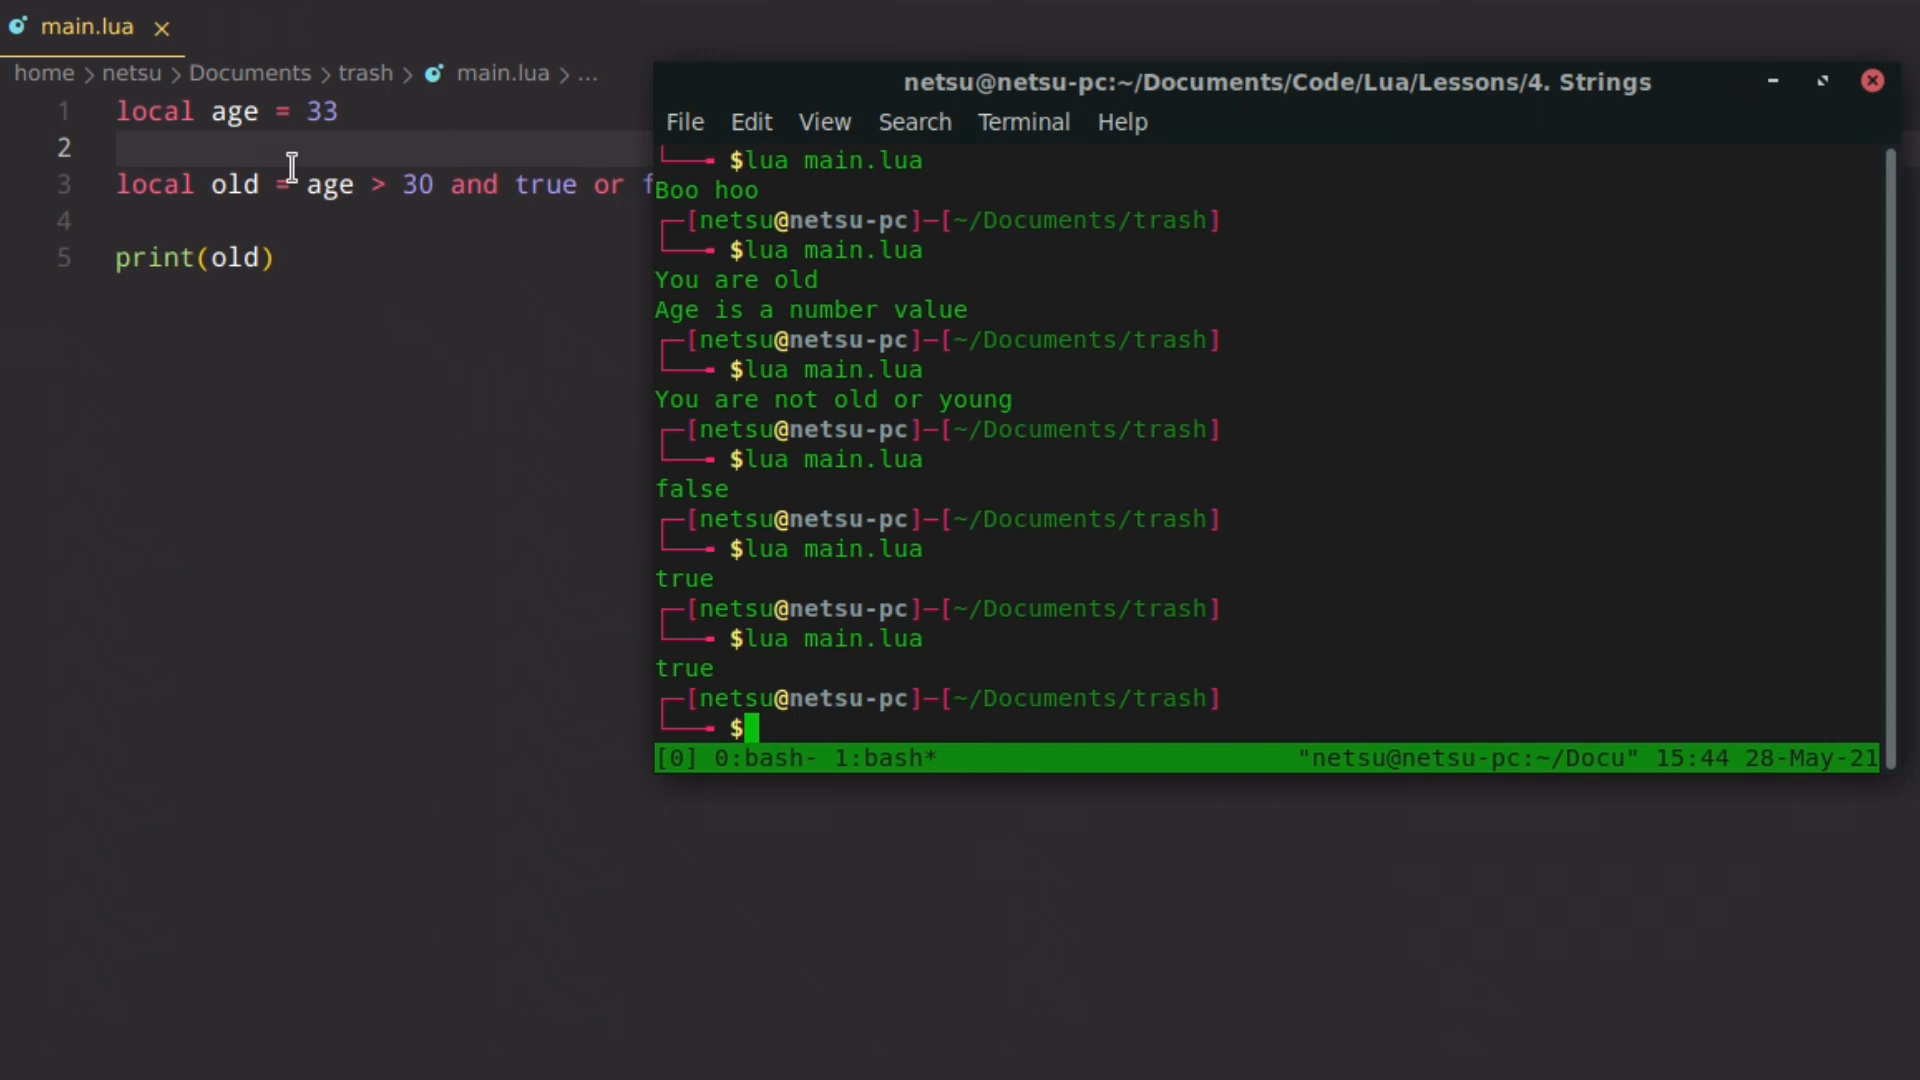 main.lua
home > netsu > Documents > trash > main.lua > ...
1 local age = 33
2
3 local old = age > 30 and true or f
4
5 print(old)
netsu@netsu-pc:~/Documents/Code/Lua/Lessons/4. Strings
File Edit View Search Terminal Help
$lua main.lua
Boo hoo
[netsu@netsu-pc]─[~/Documents/trash]
$lua main.lua
You are old
Age is a number value
[netsu@netsu-pc]─[~/Documents/trash]
$lua main.lua
You are not old or young
[netsu@netsu-pc]─[~/Documents/trash]
$lua main.lua
false
[netsu@netsu-pc]─[~/Documents/trash]
$lua main.lua
true
[netsu@netsu-pc]─[~/Documents/trash]
$lua main.lua
true
[netsu@netsu-pc]─[~/Documents/trash]
$
[0] 0:bash- 1:bash* "netsu@netsu-pc:~/Docu" 15:44 28-May-21